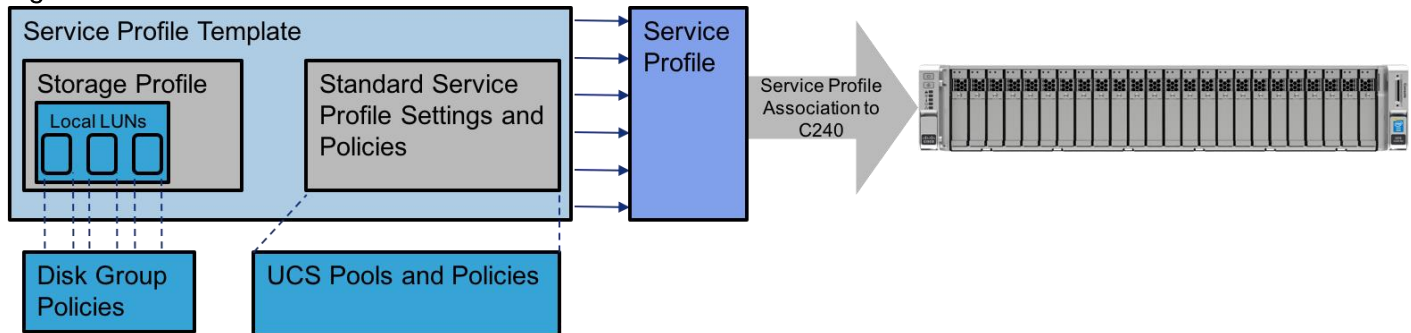 Service Profile Template
Storage Profile
Local LUNs
Standard Service
Profile Settings and
Policies
Service
Profile
Service Profile
Association to
C240
Disk Group
Policies
UCS Pools and Policies